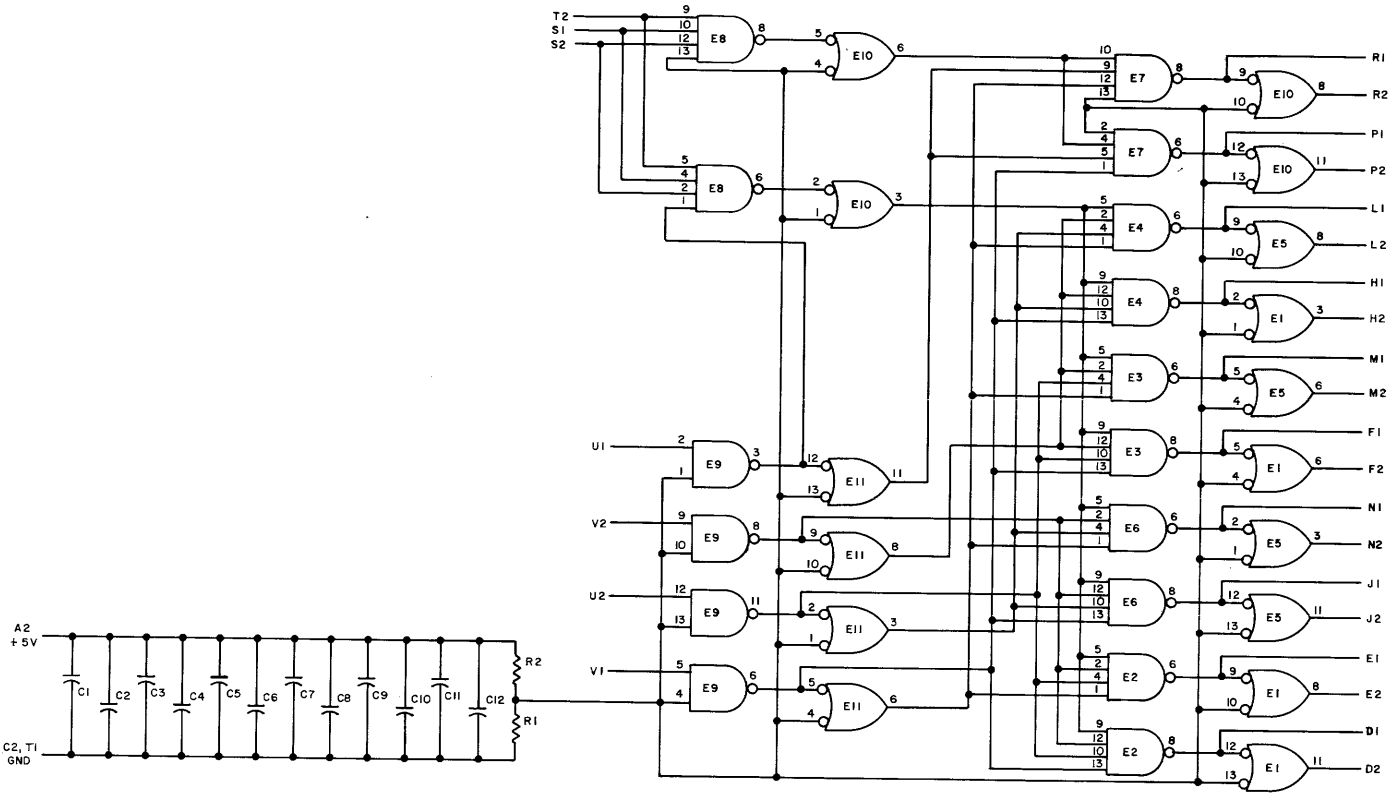 T2
S1
S2
9
10
12
13
E8
8
5
4
E10
6
10
9
12
13
E7
8
9
10
E10
8
R1
R2
2
4
5
1
E7
6
12
13
E10
11
P1
P2
5
4
2
1
E8
6
2
1
E10
3
5
2
4
1
E4
6
9
10
E5
8
L1
L2
9
12
10
13
E4
8
2
1
E1
3
H1
H2
5
2
4
1
E3
6
5
4
E5
6
M1
M2
U1
2
1
E9
3
12
13
E11
11
9
12
10
13
E3
8
5
4
E1
6
F1
F2
V2
9
10
E9
8
9
10
E11
8
5
2
4
1
E6
6
2
1
E5
3
N1
N2
U2
12
13
E9
11
2
1
E11
3
9
12
10
13
E6
8
12
13
E5
11
J1
J2
V1
5
4
E9
6
5
4
E11
6
5
2
4
1
E2
6
9
10
E1
8
E1
E2
9
12
10
13
E2
8
12
13
E1
11
D1
D2
A2
+5V
C1
C2
C3
C4
C5
C6
C7
C8
C9
C10
C11
C12
R2
R1
C2, T1
GND